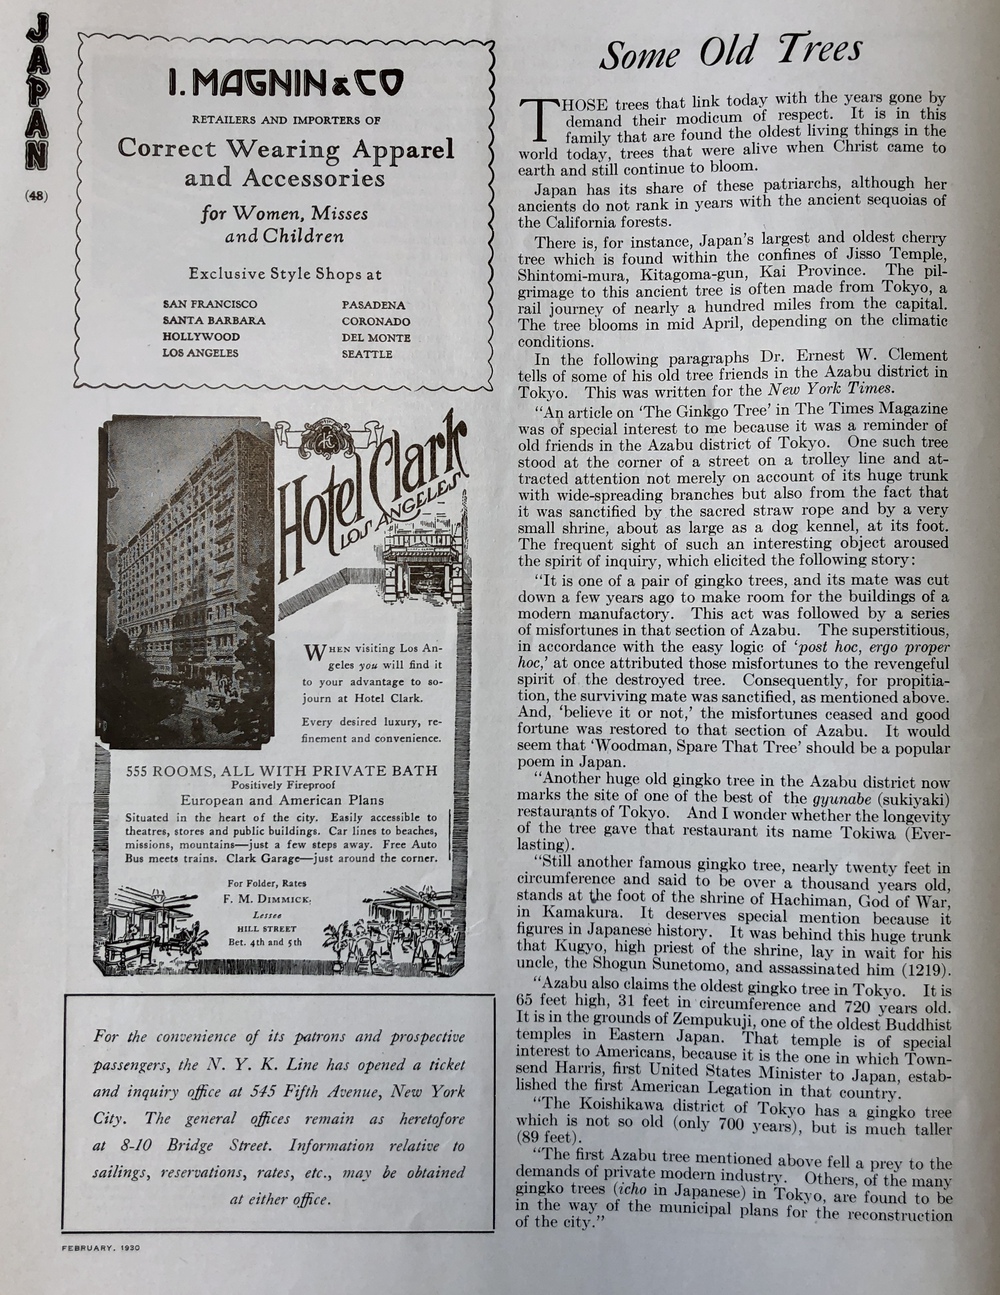 JAPAN
(48)
I. MAGNIN & CO
RETAILERS AND IMPORTERS OF
Correct Wearing Apparel
and Accessories
for Women, Misses
and Children
Exclusive Style Shops at
SAN FRANCISCO
SANTA BARBARA
HOLLYWOOD
LOS ANGELES
PASADENA
CORONADO
DEL MONTE
SEATTLE
Hotel Clark
LOS ANGELES
WHEN visiting Los An-
geles you will find it
to your advantage to so-
journ at Hotel Clark.
Every desired luxury, re-
finement and convenience.
555 ROOMS, ALL WITH PRIVATE BATH
Positively Fireproof
European and American Plans
Situated in the heart of the city. Easily accessible to
theatres, stores and public buildings. Car lines to beaches,
missions, mountains—just a few steps away. Free Auto
Bus meets trains. Clark Garage—just around the corner.
For Folder, Rates
F. M. DIMMICK,
Lessee
HILL STREET
Bet. 4th and 5th
For the convenience of its patrons and prospective
passengers, the N. Y. K. Line has opened a ticket
and inquiry office at 545 Fifth Avenue, New York
City. The general offices remain as heretofore
at 8-10 Bridge Street. Information relative to
sailings, reservations, rates, etc., may be obtained
at either office.
FEBRUARY, 1930
Some Old Trees
THOSE trees that link today with the years gone by
demand their modicum of respect. It is in this
family that are found the oldest living things in the
world today, trees that were alive when Christ came to
earth and still continue to bloom.
Japan has its share of these patriarchs, although her
ancients do not rank in years with the ancient sequoias of
the California forests.
There is, for instance, Japan's largest and oldest cherry
tree which is found within the confines of Jisso Temple,
Shintomi-mura, Kitagoma-gun, Kai Province. The pil-
grimage to this ancient tree is often made from Tokyo, a
rail journey of nearly a hundred miles from the capital.
The tree blooms in mid April, depending on the climatic
conditions.
In the following paragraphs Dr. Ernest W. Clement
tells of some of his old tree friends in the Azabu district in
Tokyo. This was written for the New York Times.
"An article on 'The Ginkgo Tree' in The Times Magazine
was of special interest to me because it was a reminder of
old friends in the Azabu district of Tokyo. One such tree
stood at the corner of a street on a trolley line and at-
tracted attention not merely on account of its huge trunk
with wide-spreading branches but also from the fact that
it was sanctified by the sacred straw rope and by a very
small shrine, about as large as a dog kennel, at its foot.
The frequent sight of such an interesting object aroused
the spirit of inquiry, which elicited the following story:
"It is one of a pair of gingko trees, and its mate was cut
down a few years ago to make room for the buildings of a
modern manufactory. This act was followed by a series
of misfortunes in that section of Azabu. The superstitious,
in accordance with the easy logic of 'post hoc, ergo proper
hoc,' at once attributed those misfortunes to the revengeful
spirit of the destroyed tree. Consequently, for propitia-
tion, the surviving mate was sanctified, as mentioned above.
And, 'believe it or not,' the misfortunes ceased and good
fortune was restored to that section of Azabu. It would
seem that 'Woodman, Spare That Tree' should be a popular
poem in Japan.
"Another huge old gingko tree in the Azabu district now
marks the site of one of the best of the gyunabe (sukiyaki)
restaurants of Tokyo. And I wonder whether the longevity
of the tree gave that restaurant its name Tokiwa (Ever-
lasting).
"Still another famous gingko tree, nearly twenty feet in
circumference and said to be over a thousand years old,
stands at the foot of the shrine of Hachiman, God of War,
in Kamakura. It deserves special mention because it
figures in Japanese history. It was behind this huge trunk
that Kugyo, high priest of the shrine, lay in wait for his
uncle, the Shogun Sunetomo, and assassinated him (1219).
"Azabu also claims the oldest gingko tree in Tokyo. It is
65 feet high, 31 feet in circumference and 720 years old.
It is in the grounds of Zempukuji, one of the oldest Buddhist
temples in Eastern Japan. That temple is of special
interest to Americans, because it is the one in which Town-
send Harris, first United States Minister to Japan, estab-
lished the first American Legation in that country.
"The Koishikawa district of Tokyo has a gingko tree
which is not so old (only 700 years), but is much taller
(89 feet).
"The first Azabu tree mentioned above fell a prey to the
demands of private modern industry. Others, of the many
gingko trees (icho in Japanese) in Tokyo, are found to be
in the way of the municipal plans for the reconstruction
of the city."